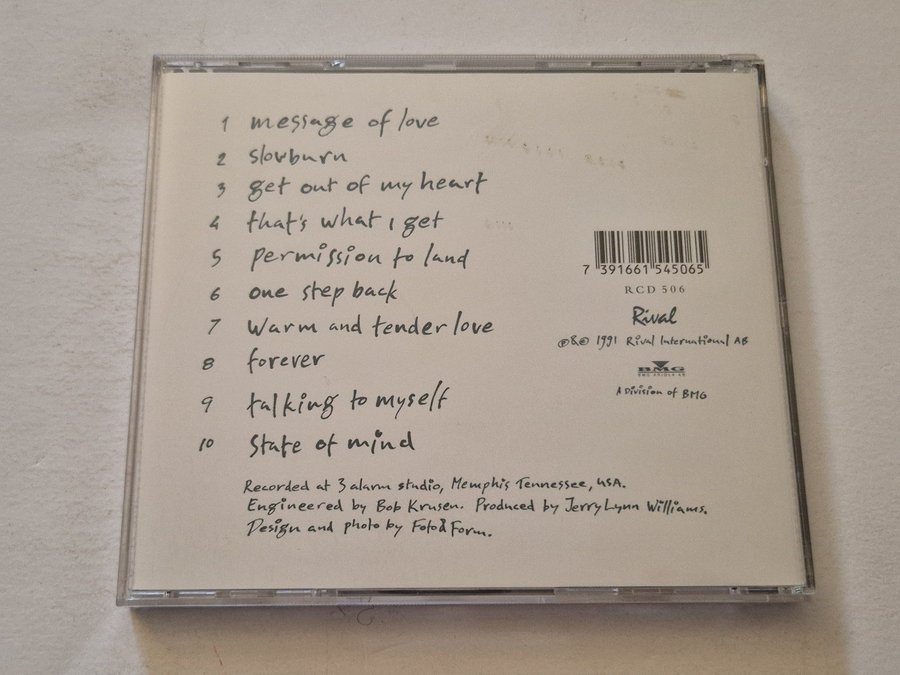 1 message of love
2 slowburn
3 get out of my heart
4 that's what I get
5 permission to land
6 one step back
7 Warm and tender love
8 forever
9 talking to myself
10 State of mind
Recorded at 3 alarm studio, Memphis Tennessee, USA.
Engineered by Bob Krusen. Produced by Jerry Lynn Williams.
Design and photo by Foto & Form.
7 391661 545065
RCD 506
Rival
℗&© 1991 Rival International AB
BMG
BMG ARIOLA AB
A Division of BMG